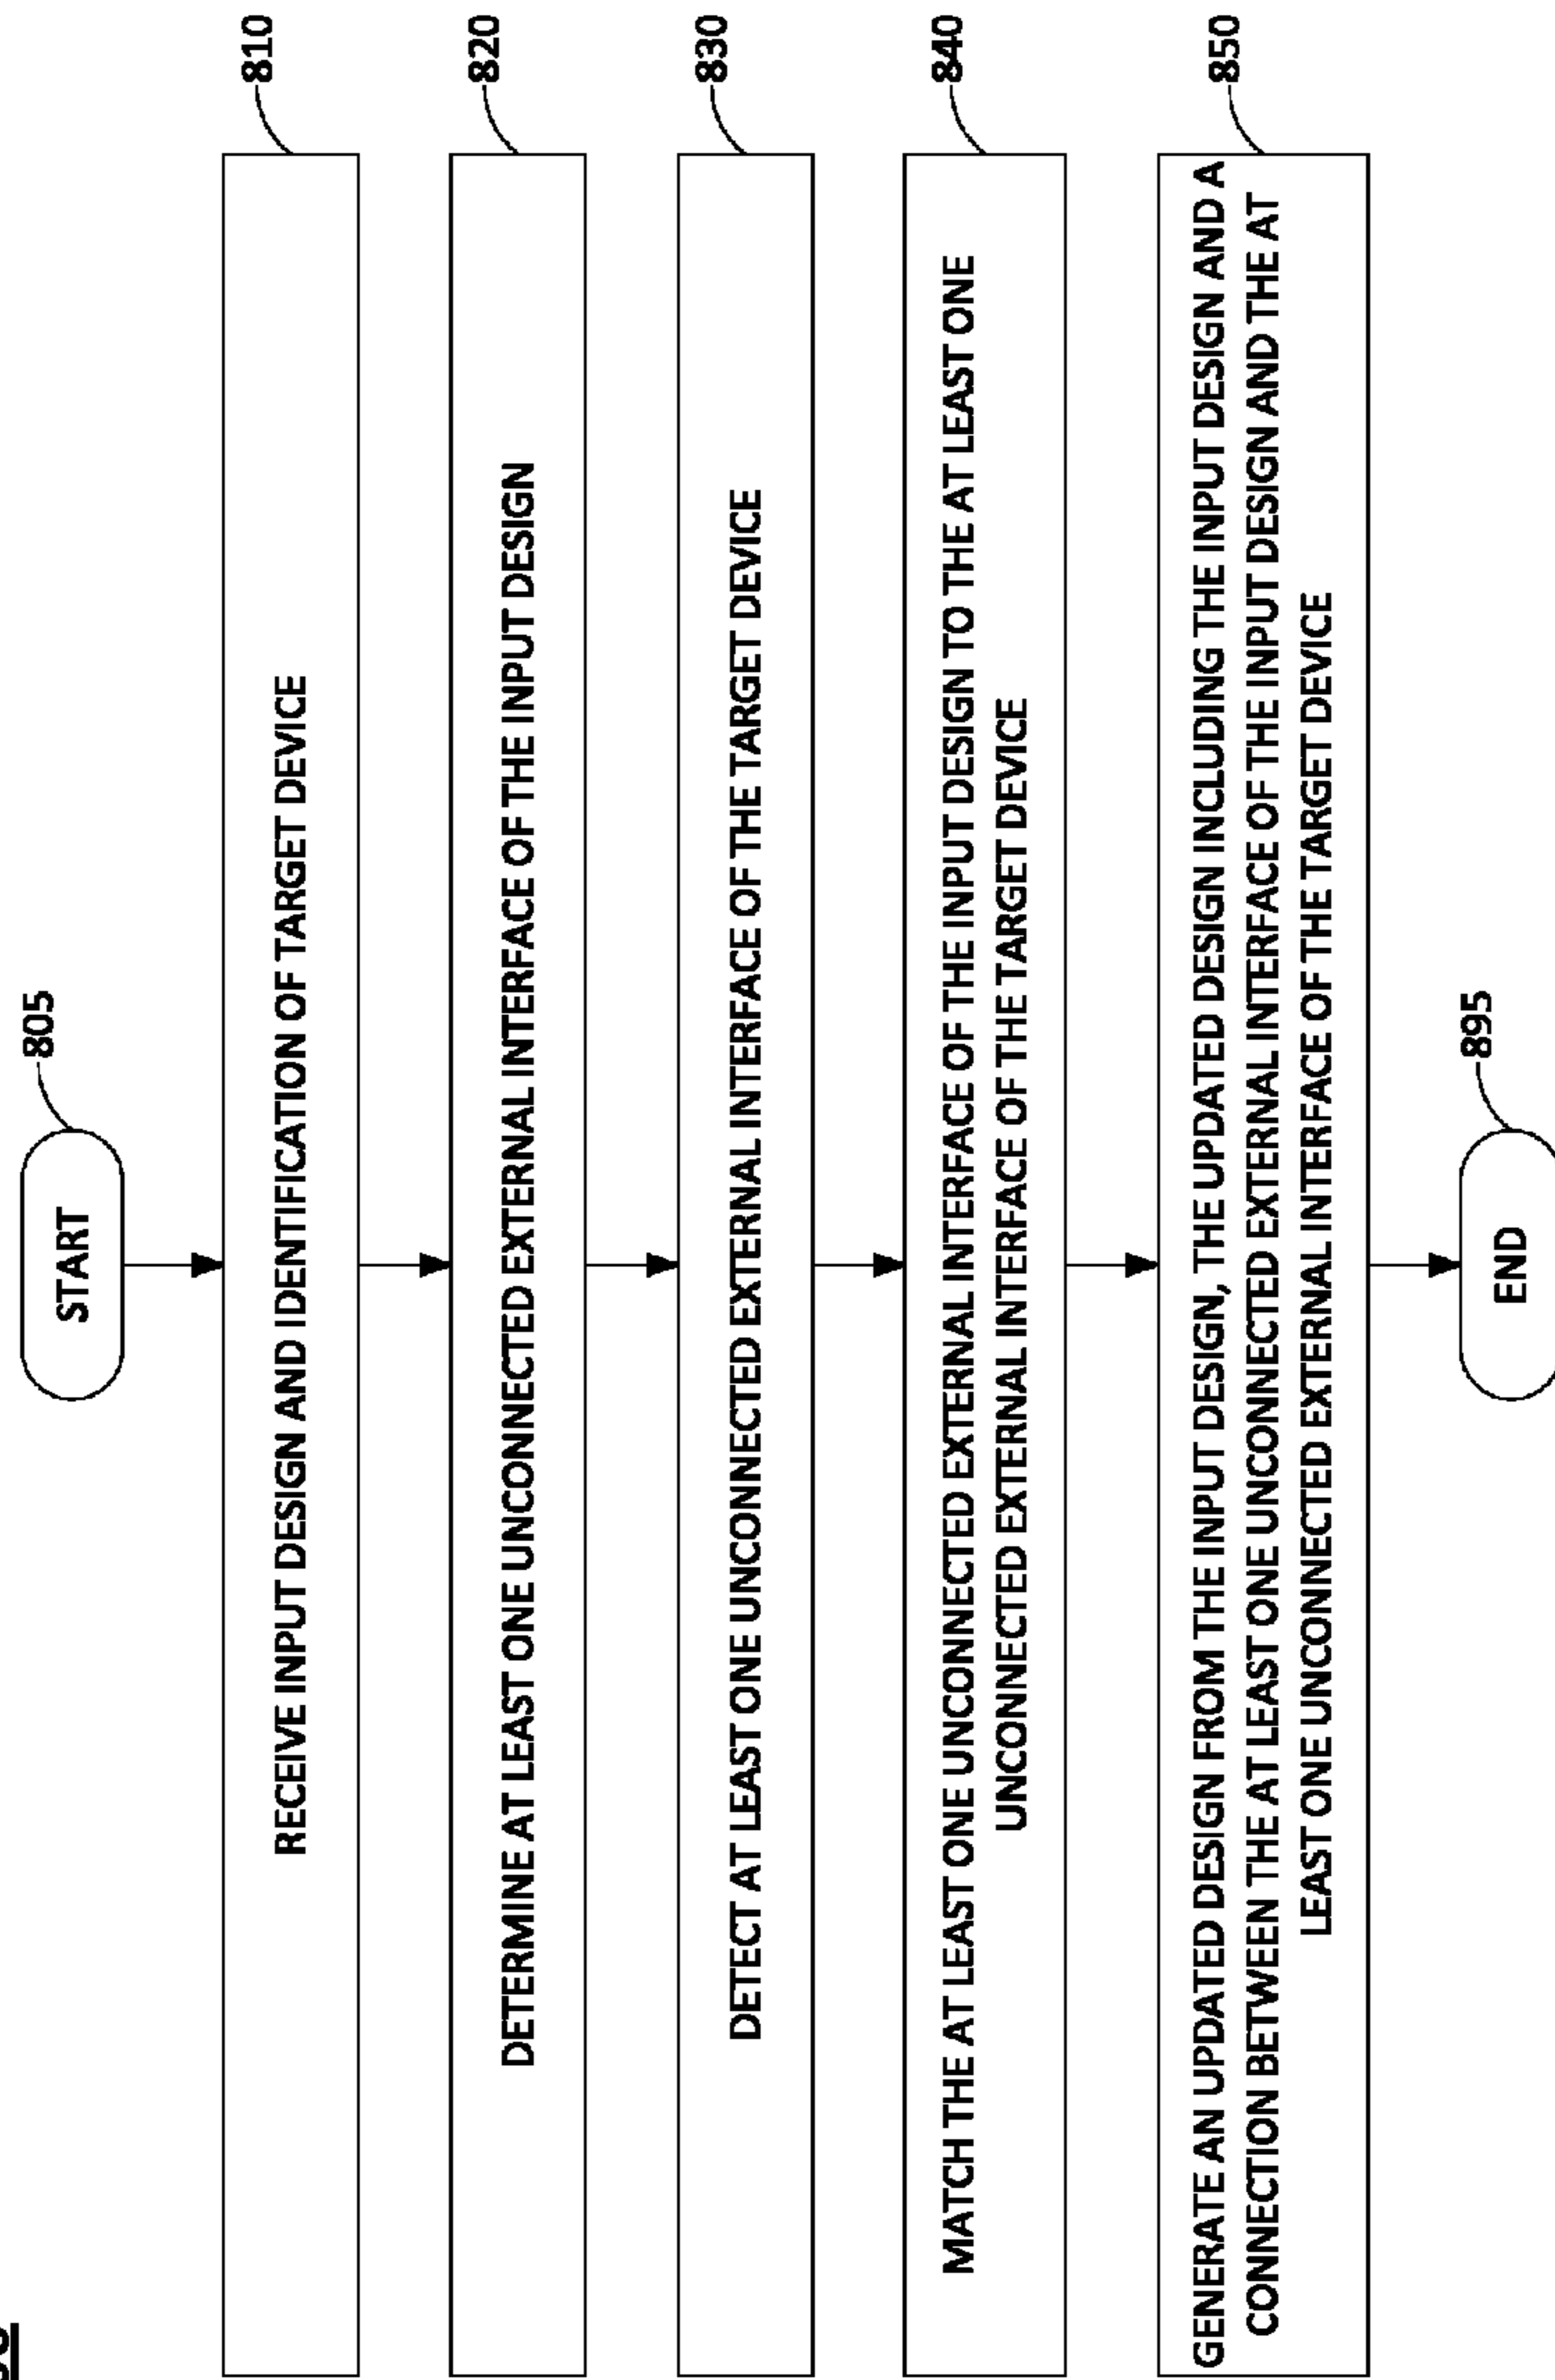 START
805
RECEIVE INPUT DESIGN AND IDENTIFICATION OF TARGET DEVICE
810
DETERMINE AT LEAST ONE UNCONNECTED EXTERNAL INTERFACE OF THE INPUT DESIGN
820
DETECT AT LEAST ONE UNCONNECTED EXTERNAL INTERFACE OF THE TARGET DEVICE
830
MATCH THE AT LEAST ONE UNCONNECTED EXTERNAL INTERFACE OF THE INPUT DESIGN TO THE AT LEAST ONE
UNCONNECTED EXTERNAL INTERFACE OF THE TARGET DEVICE
840
GENERATE AN UPDATED DESIGN FROM THE INPUT DESIGN, THE UPDATED DESIGN INCLUDING THE INPUT DESIGN AND A
CONNECTION BETWEEN THE AT LEAST ONE UNCONNECTED EXTERNAL INTERFACE OF THE INPUT DESIGN AND THE AT
LEAST ONE UNCONNECTED EXTERNAL INTERFACE OF THE TARGET DEVICE
850
END
895